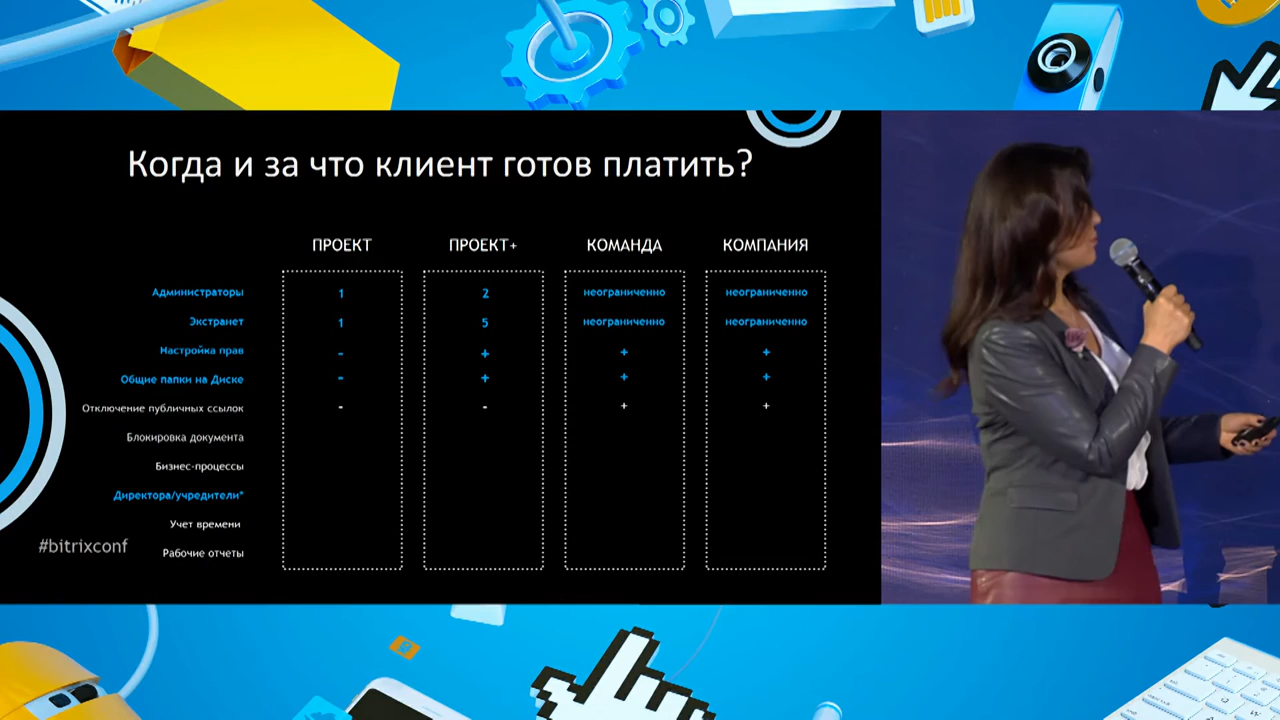 Когда и за что клиент готов платить?
ПРОЕКТ ПРОЕКТ+ КОМАНДА КОМПАНИЯ
Администраторы 1 2 неограниченно неограниченно
Экстранет 1 5 неограниченно неограниченно
Настройка прав - + + +
Общие папки на Диске - + + +
Отключение публичных ссылок - - + +
Блокировка документа
Бизнес-процессы
Директора/учредители*
Учет времени
#bitrixconf
Рабочие отчеты